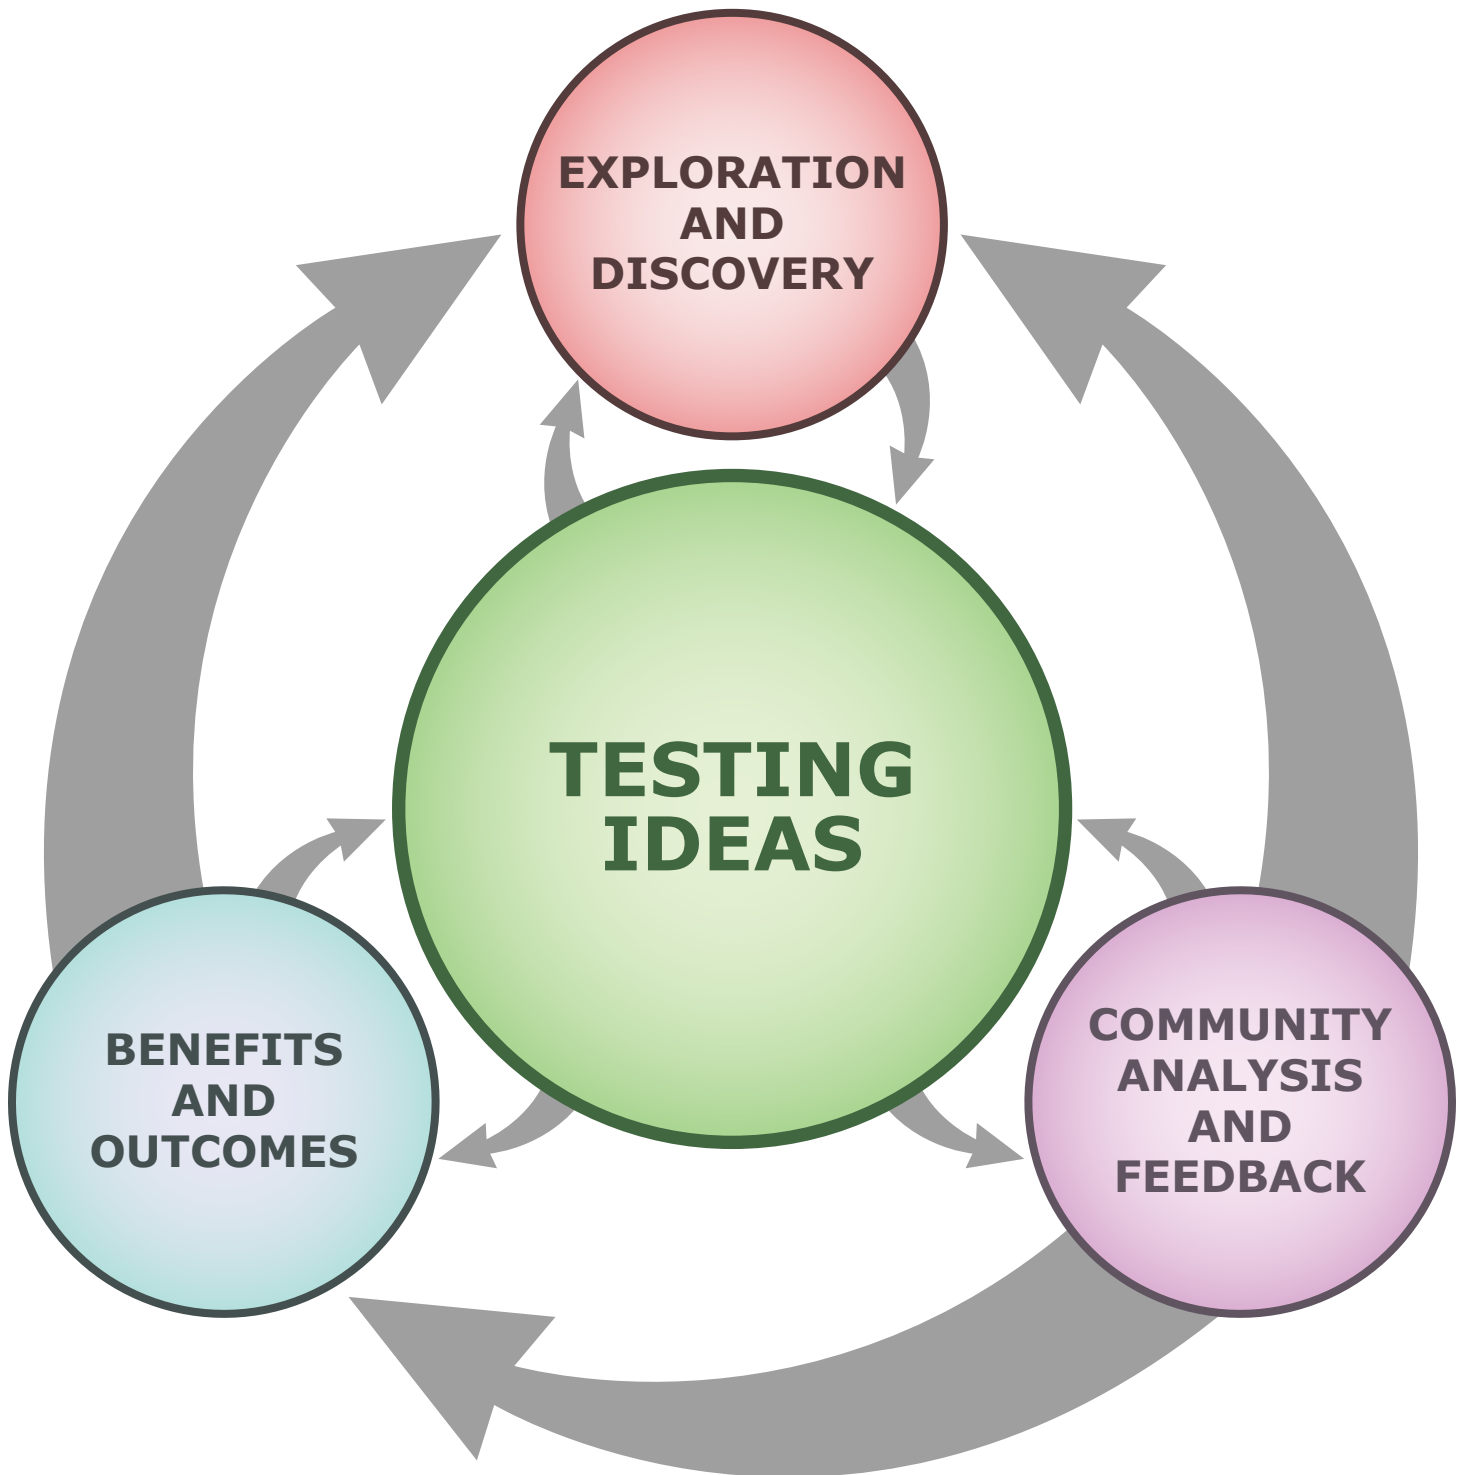 EXPLORATION
AND
DISCOVERY
TESTING
IDEAS
BENEFITS
AND
OUTCOMES
COMMUNITY
ANALYSIS
AND
FEEDBACK